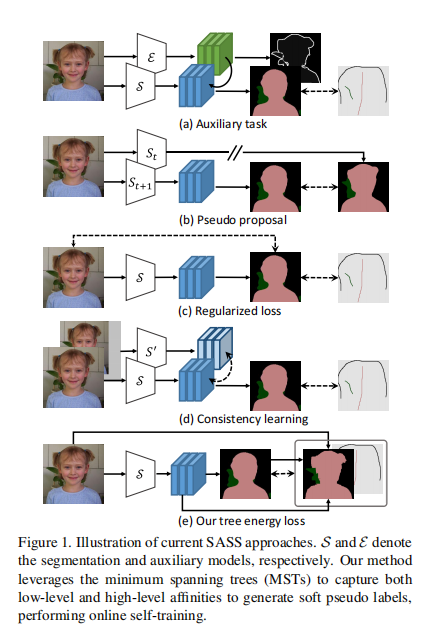 ℰ
𝒮
(a) Auxiliary task
S_t
S_{t+1}
(b) Pseudo proposal
𝒮
(c) Regularized loss
S′
𝒮
(d) Consistency learning
𝒮
(e) Our tree energy loss
Figure 1. Illustration of current SASS approaches. 𝒮 and ℰ denote
the segmentation and auxiliary models, respectively. Our method
leverages the minimum spanning trees (MSTs) to capture both
low-level and high-level affinities to generate soft pseudo labels,
performing online self-training.